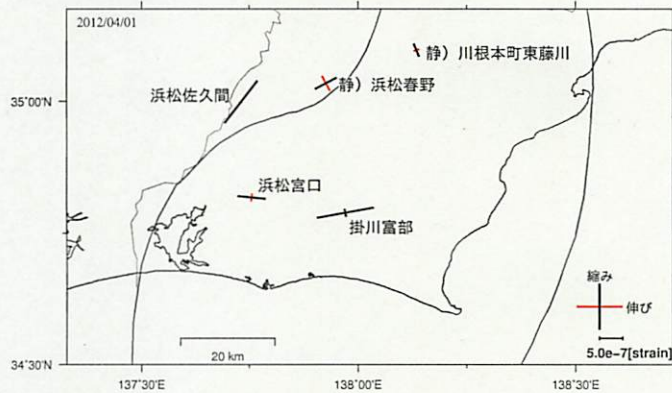 2012/04/01
静）川根本町東藤川
浜松佐久間
静）浜松春野
35°00'N
浜松宮口
掛川富部
縮み
伸び
20 km
5.0e-7[strain]
34°30'N
137°30'E
138°00'E
138°30'E